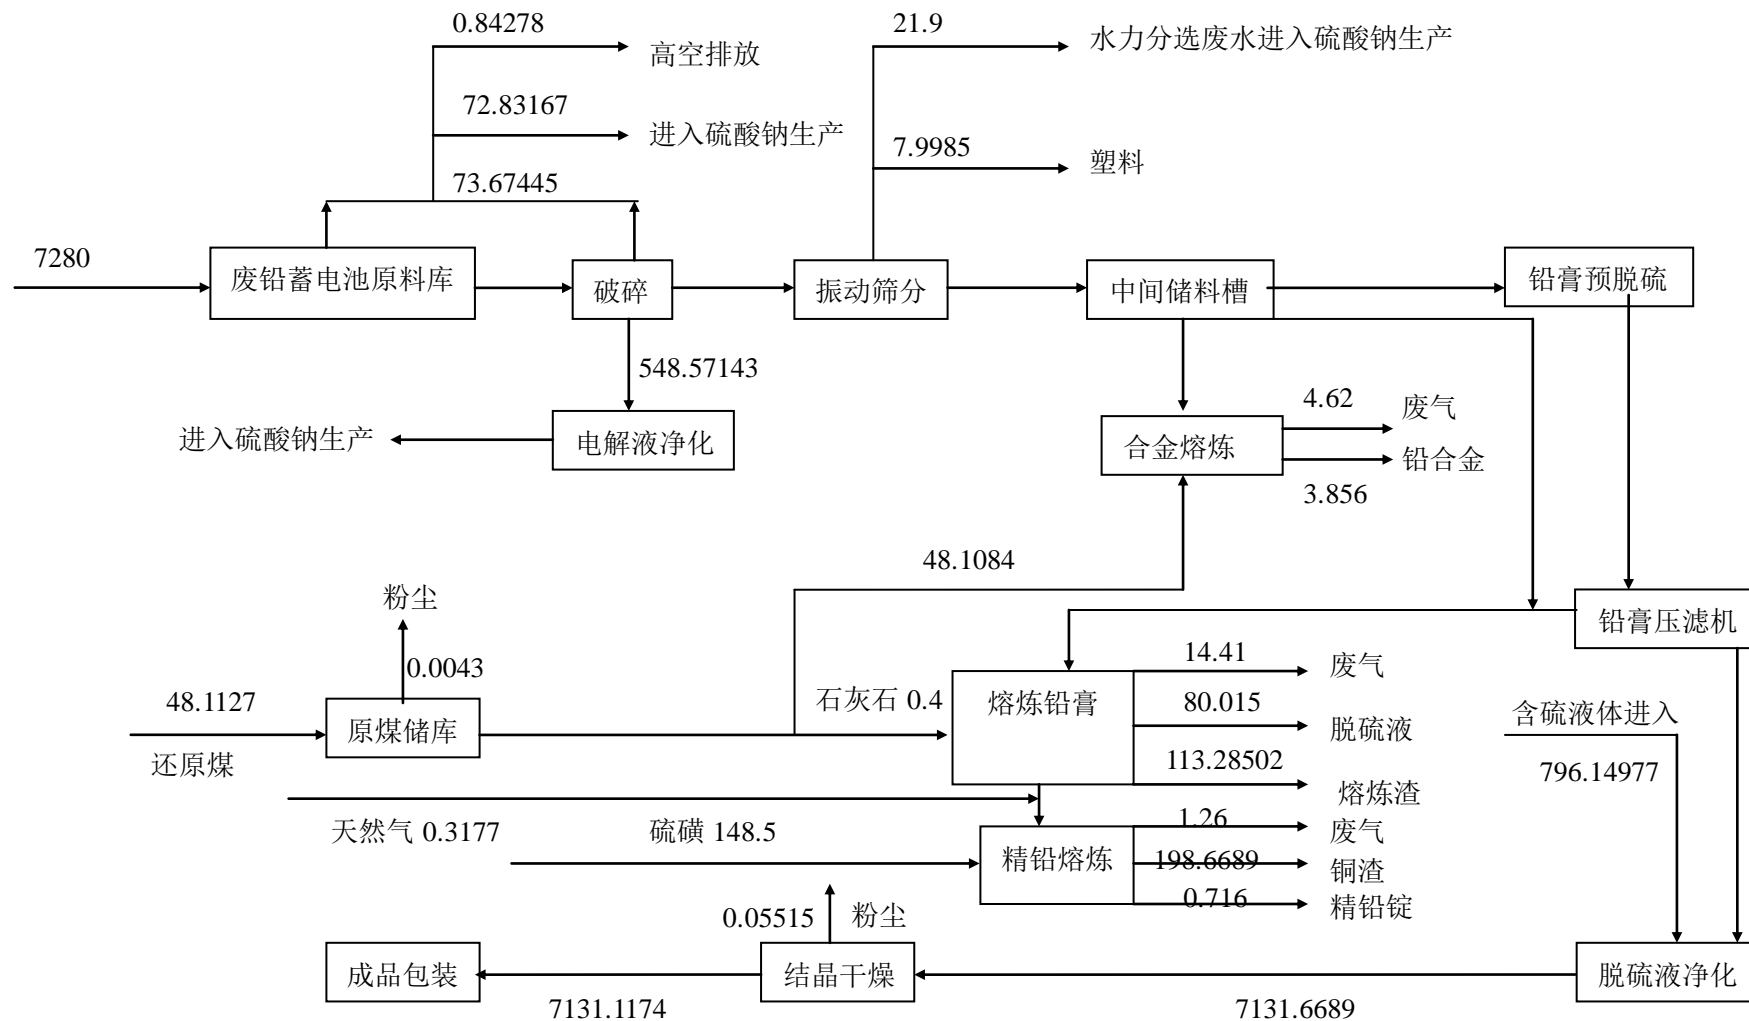 0.84278
高空排放
21.9
水力分选废水进入硫酸钠生产
72.83167
进入硫酸钠生产
7.9985
塑料
73.67445
7280
废铅蓄电池原料库
破碎
振动筛分
中间储料槽
铅膏预脱硫
548.57143
进入硫酸钠生产
电解液净化
合金熔炼
4.62
废气
铅合金
3.856
48.1084
粉尘
0.0043
铅膏压滤机
48.1127
还原煤
原煤储库
石灰石 0.4
熔炼铅膏
14.41
废气
80.015
脱硫液
113.28502
熔炼渣
含硫液体进入
796.14977
天然气 0.3177
硫磺 148.5
精铅熔炼
1.26
废气
198.6689
铜渣
0.716
精铅锭
0.05515
粉尘
成品包装
结晶干燥
脱硫液净化
7131.1174
7131.6689